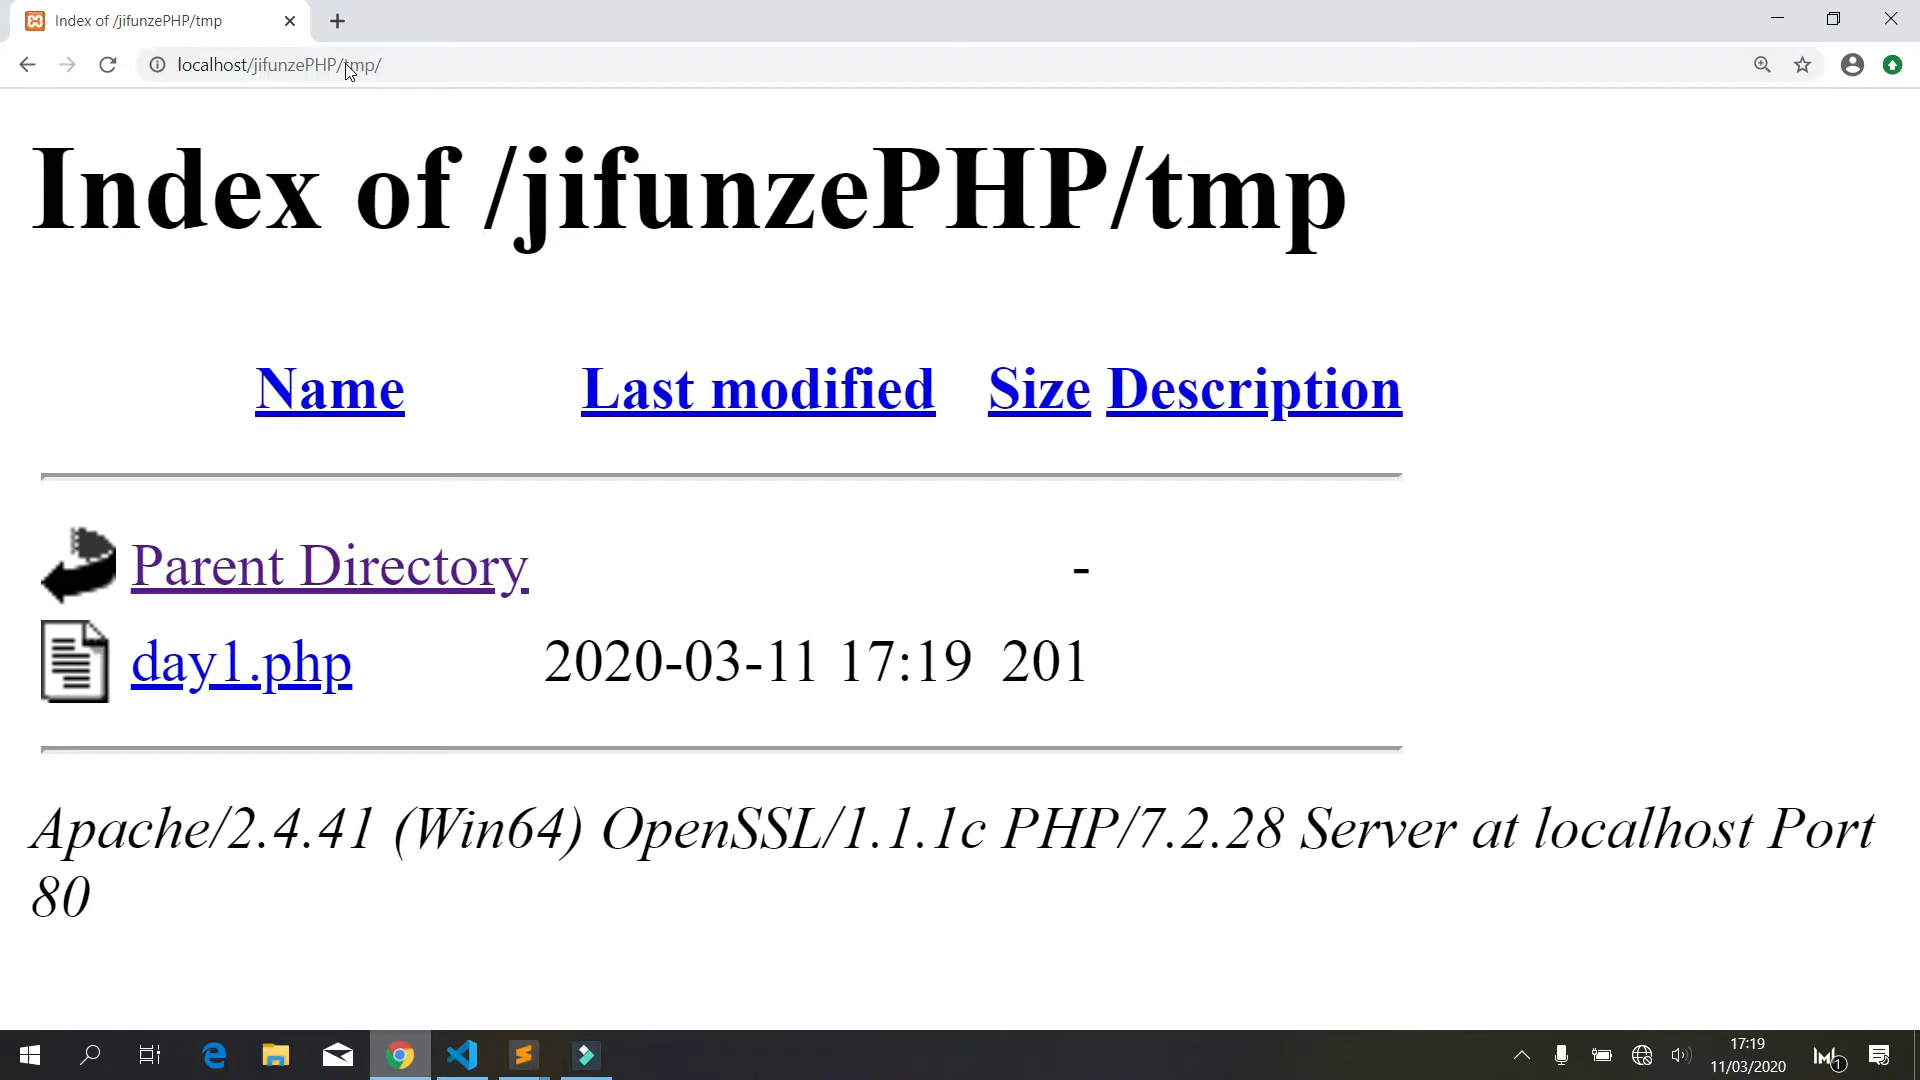 Index of /jifunzePHP/tmp
localhost/jifunzePHP/tmp/
Index of /jifunzePHP/tmp
Name Last modified Size Description
Parent Directory -
day1.php 2020-03-11 17:19 201
Apache/2.4.41 (Win64) OpenSSL/1.1.1c PHP/7.2.28 Server at localhost Port
80
17:19
11/03/2020
1